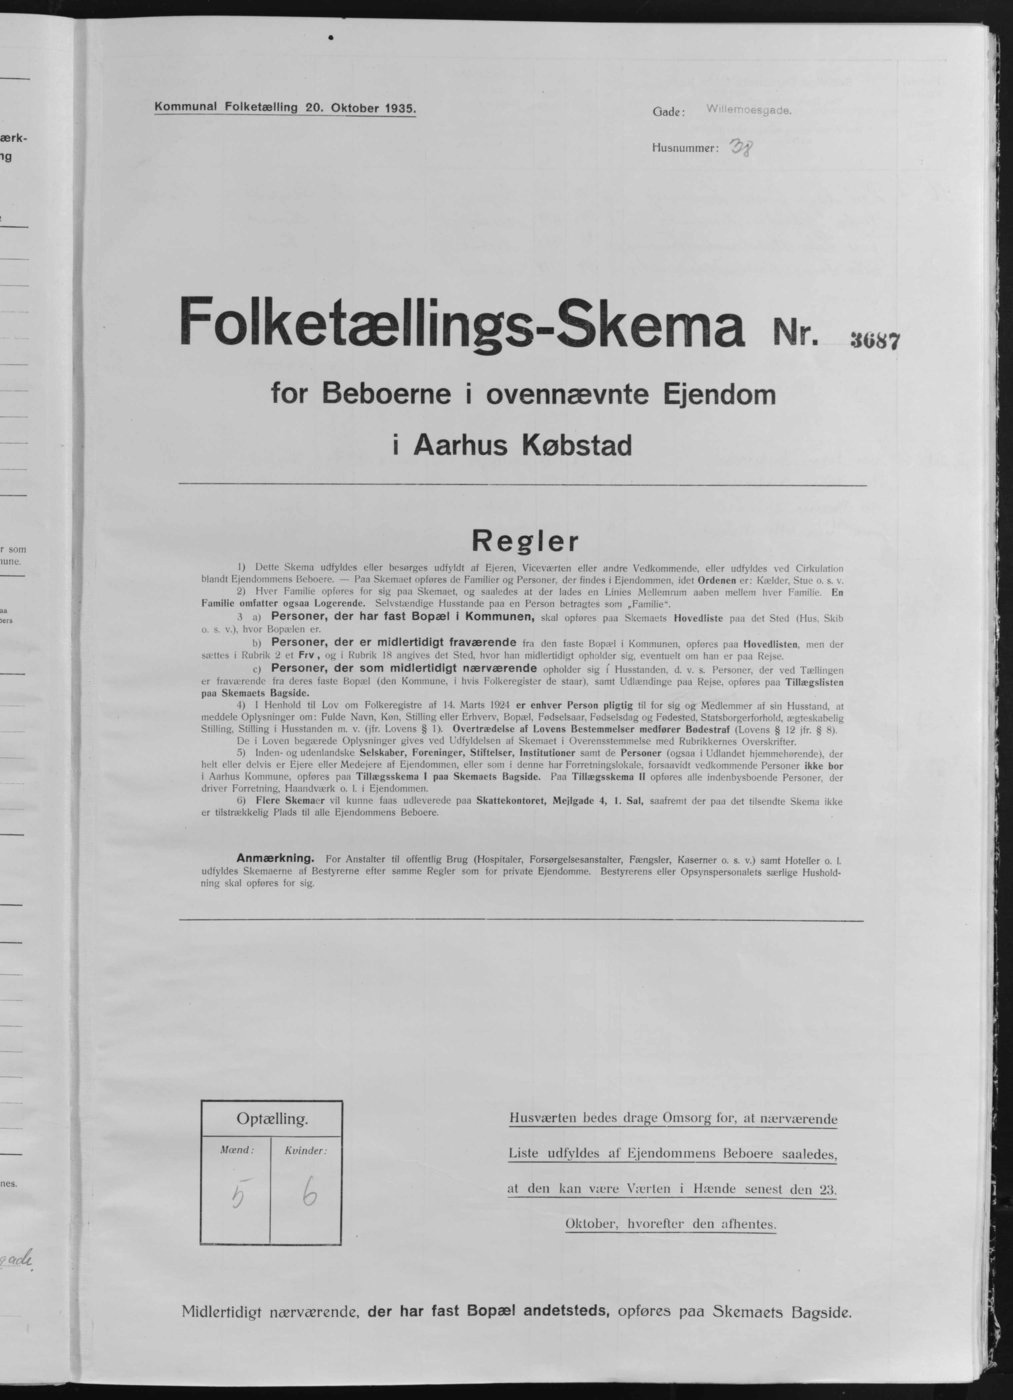 Kommunal Folketælling 20. Oktober 1935.
Gade: Willemoesgade.
Husnummer: 38
Folketællings-Skema Nr. 3687
for Beboerne i ovennævnte Ejendom
i Aarhus Købstad
Regler
1) Dette Skema udfyldes eller besørges udfyldt af Ejeren, Viceværten eller andre Vedkommende, eller udfyldes ved Cirkulation
blandt Ejendommens Beboere. — Paa Skemaet opføres de Familier og Personer, der findes i Ejendommen, idet Ordenen er: Kælder, Stue o. s. v.
2) Hver Familie opføres for sig paa Skemaet, og saaledes at der lades en Linies Mellemrum aaben mellem hver Familie. En
Familie omfatter ogsaa Logerende. Selvstændige Husstande paa en Person betragtes som „Familie“.
3 a) Personer, der har fast Bopæl i Kommunen, skal opføres paa Skemaets Hovedliste paa det Sted (Hus, Skib
o. s. v.), hvor Bopælen er.
b) Personer, der er midlertidigt fraværende fra den faste Bopæl i Kommunen, opføres paa Hovedlisten, men der
sættes i Rubrik 2 et Frv, og i Rubrik 18 angives det Sted, hvor han midlertidigt opholder sig, eventuelt om han er paa Rejse.
c) Personer, der som midlertidigt nærværende opholder sig i Husstanden, d. v. s. Personer, der ved Tællingen
er fraværende fra deres faste Bopæl (den Kommune, i hvis Folkeregister de staar), samt Udlændinge paa Rejse, opføres paa Tillægslisten
paa Skemaets Bagside.
4) I Henhold til Lov om Folkeregistre af 14. Marts 1924 er enhver Person pligtig til for sig og Medlemmer af sin Husstand, at
meddele Oplysninger om: Fulde Navn, Køn, Stilling eller Erhverv, Bopæl, Fødselsaar, Fødselsdag og Fødested, Statsborgerforhold, ægteskabelig
Stilling, Stilling i Husstanden m. v. (jfr. Lovens § 1). Overtrædelse af Lovens Bestemmelser medfører Bødestraf (Lovens § 12 jfr. § 8).
De i Loven begærede Oplysninger gives ved Udfyldelsen af Skemaet i Overensstemmelse med Rubrikkernes Overskrifter.
5) Inden- og udenlandske Selskaber, Foreninger, Stiftelser, Institutioner samt de Personer (ogsaa i Udlandet hjemmehørende), der
helt eller delvis er Ejere eller Medejere af Ejendommen, eller som i denne har Forretningslokale, forsaavidt vedkommende Personer ikke bor
i Aarhus Kommune, opføres paa Tillægsskema I paa Skemaets Bagside. Paa Tillægsskema II opføres alle indenbysboende Personer, der
driver Forretning, Haandværk o. l. i Ejendommen.
6) Flere Skemaer vil kunne faas udleverede paa Skattekontoret, Mejlgade 4, 1. Sal, saafremt der paa det tilsendte Skema ikke
er tilstrækkelig Plads til alle Ejendommens Beboere.
Anmærkning. For Anstalter til offentlig Brug (Hospitaler, Forsørgelsesanstalter, Fængsler, Kaserner o. s. v.) samt Hoteller o. l.
udfyldes Skemaerne af Bestyrerne efter samme Regler som for private Ejendomme. Bestyrerens eller Opsynspersonalets særlige Hushold-
ning skal opføres for sig.
Optælling.
Mænd: Kvinder:
5 6
Husværten bedes drage Omsorg for, at nærværende
Liste udfyldes af Ejendommens Beboere saaledes,
at den kan være Værten i Hænde senest den 23.
Oktober, hvorefter den afhentes.
Midlertidigt nærværende, der har fast Bopæl andetsteds, opføres paa Skemaets Bagside.